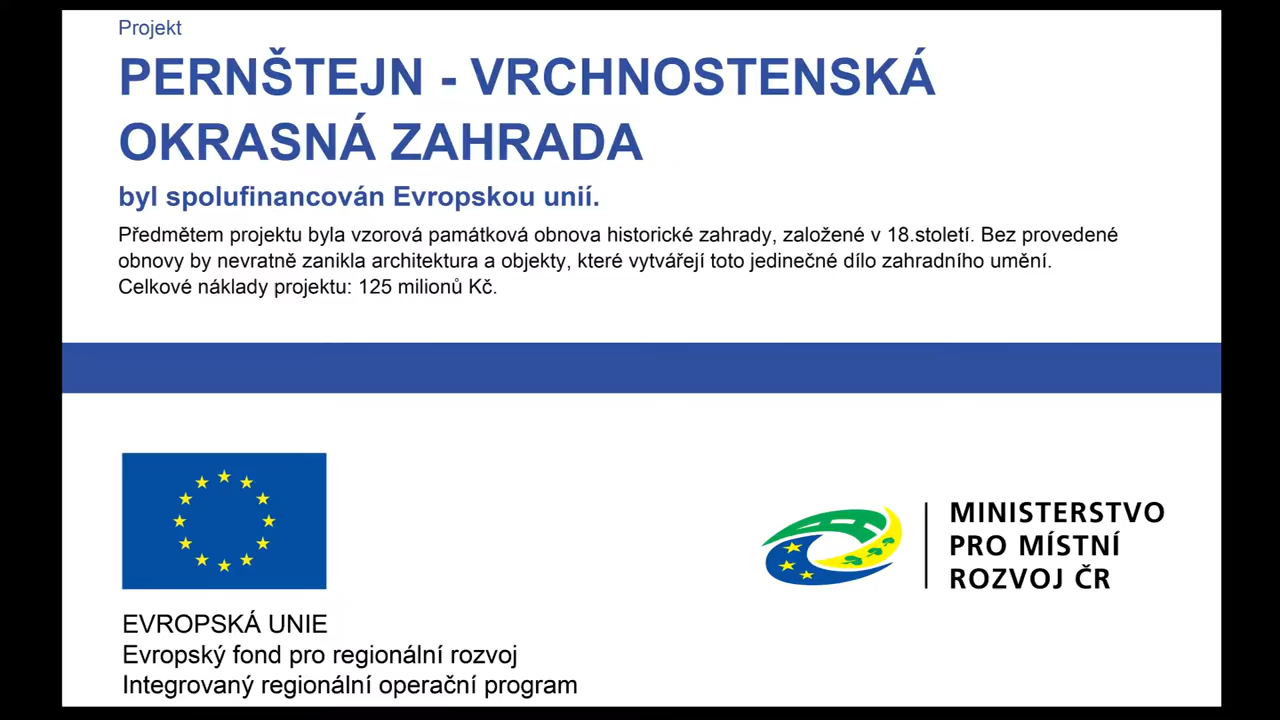 Projekt
PERNŠTEJN - VRCHNOSTENSKÁ
OKRASNÁ ZAHRADA
byl spolufinancován Evropskou unií.
Předmětem projektu byla vzorová památková obnova historické zahrady, založené v 18.století. Bez provedené
obnovy by nevratně zanikla architektura a objekty, které vytvářejí toto jedinečné dílo zahradního umění.
Celkové náklady projektu: 125 milionů Kč.
EVROPSKÁ UNIE
Evropský fond pro regionální rozvoj
Integrovaný regionální operační program
MINISTERSTVO
PRO MÍSTNÍ
ROZVOJ ČR